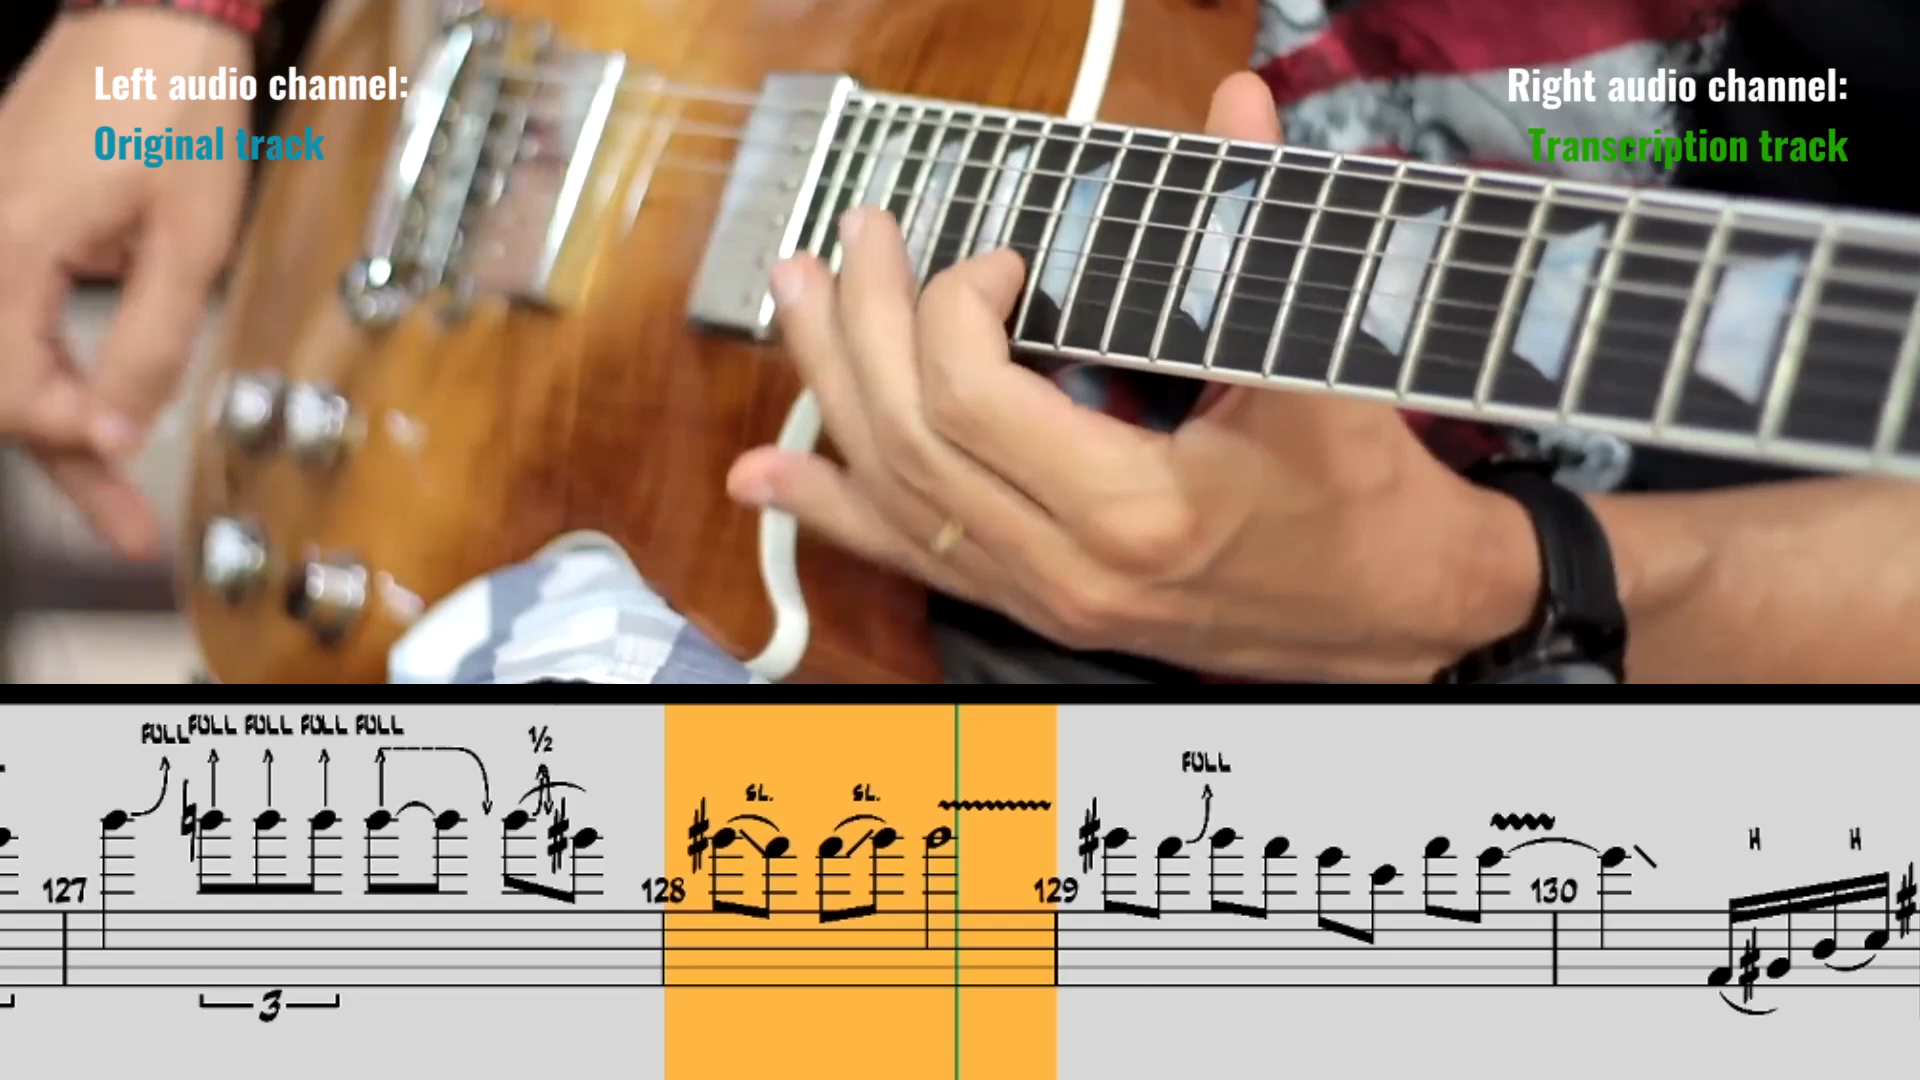 Left audio channel:
Original track
Right audio channel:
Transcription track
FULL FULL FULL FULL FULL
½
SL. SL.
FULL
H H
127 128 129 130
3